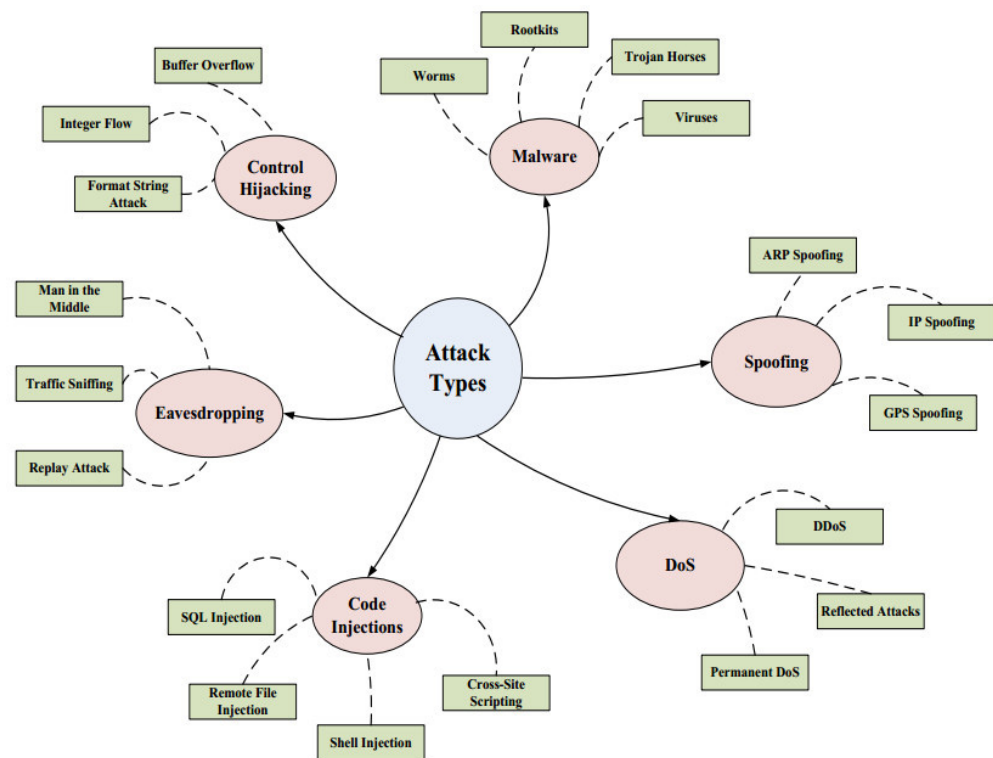 Rootkits
Buffer Overflow
Trojan Horses
Worms
Integer Flow
Viruses
Control
Hijacking
Malware
Format String
Attack
ARP Spoofing
Man in the
Middle
IP Spoofing
Attack
Types
Spoofing
Traffic Sniffing
Eavesdropping
GPS Spoofing
Replay Attack
DDoS
DoS
Reflected Attacks
SQL Injection
Code
Injections
Permanent DoS
Remote File
Injection
Cross-Site
Scripting
Shell Injection